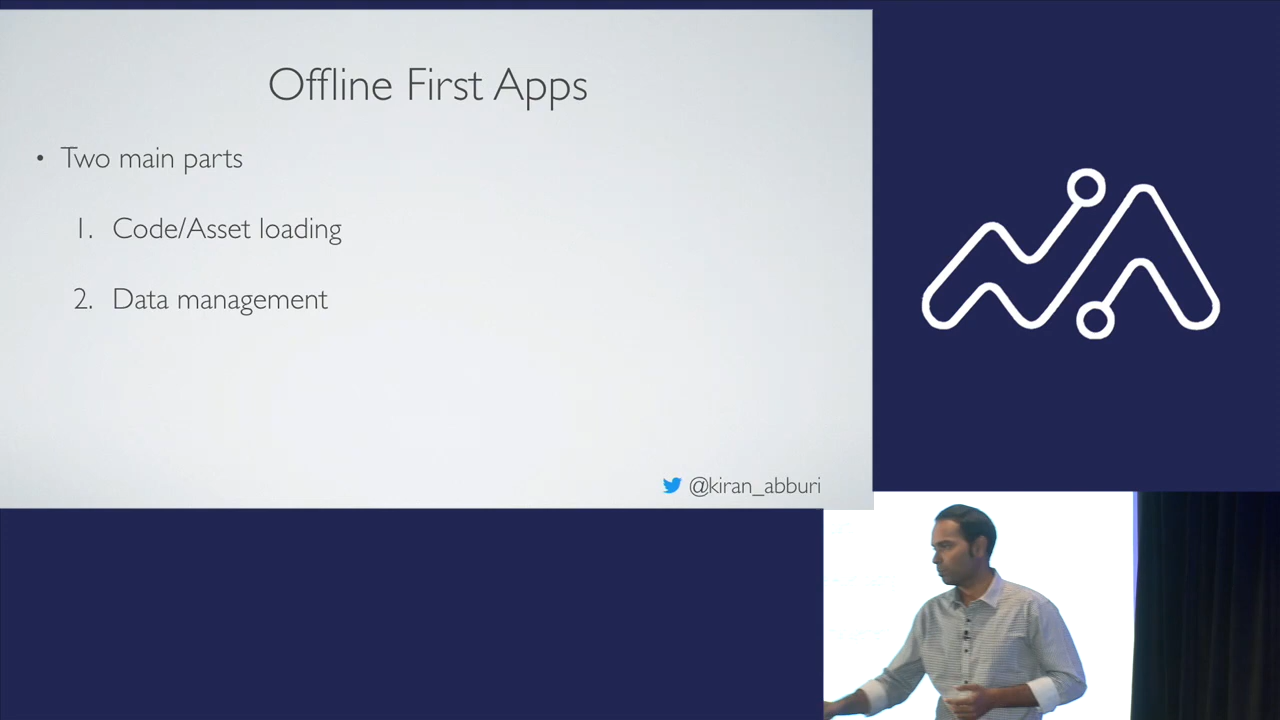 Offline First Apps
• Two main parts
1. Code/Asset loading
2. Data management
@kiran_abburi